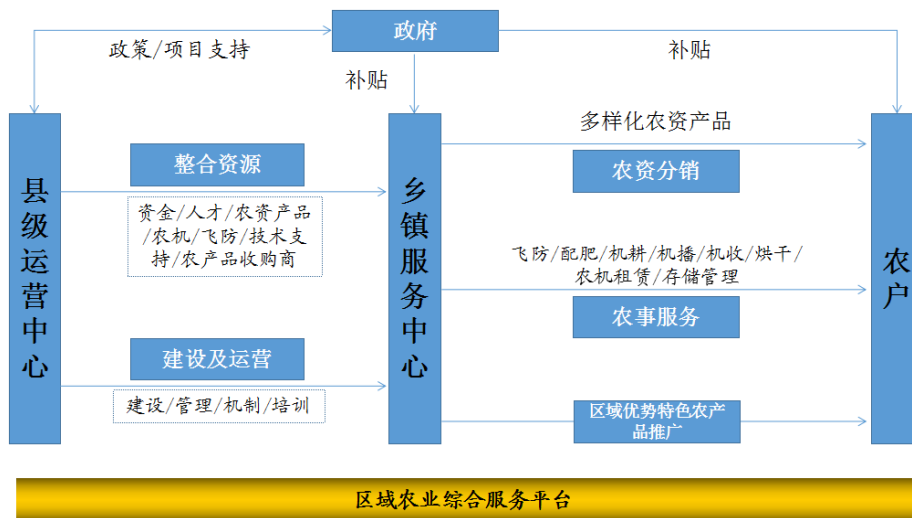 政府
政策/项目支持
补贴
补贴
县级运营中心
整合资源
资金/人才/农资产品
/农机/飞防/技术支
持/农产品收购商
建设及运营
建设/管理/机制/培训
乡镇服务中心
多样化农资产品
农资分销
飞防/配肥/机耕/机播/机收/烘干/
农机租赁/存储管理
农事服务
区域优势特色农产
品推广
农户
区域农业综合服务平台